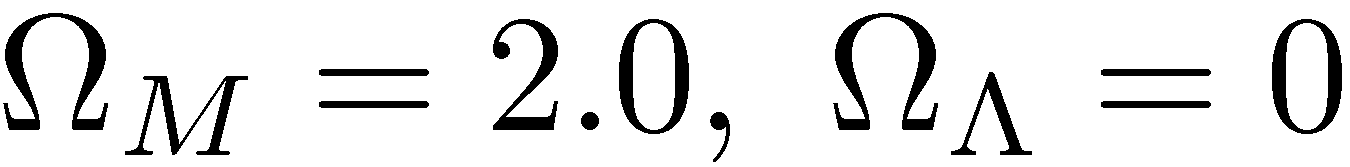 Ω_M = 2.0, Ω_Λ = 0